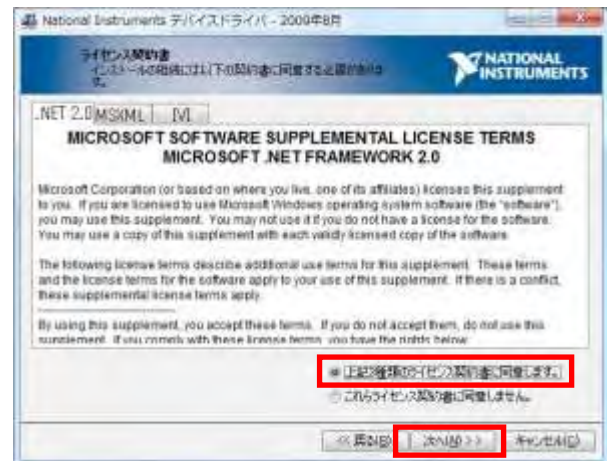 National Instruments デバイスドライバ - 2009年8月
ライセンス契約書
インストールの継続には以下の契約書に同意する必要がありま
す。
NATIONAL
INSTRUMENTS
.NET 2.0 MSXML IVI
MICROSOFT SOFTWARE SUPPLEMENTAL LICENSE TERMS
MICROSOFT .NET FRAMEWORK 2.0
Microsoft Corporation (or based on where you live, one of its affiliates) licenses this supplement
to you. If you are licensed to use Microsoft Windows operating system software (the "software"),
you may use this supplement. You may not use it if you do not have a license for the software.
You may use a copy of this supplement with each validly licensed copy of the software.
The following license terms describe additional use terms for this supplement. These terms
and the license terms for the software apply to your use of this supplement. If there is a conflict,
these supplemental license terms apply.
By using this supplement, you accept these terms. If you do not accept them, do not use this
supplement. If you comply with these license terms, you have the rights below.
上記3種類のライセンス契約書に同意します。
これらライセンス契約書に同意しません。
<< 戻る(B) 次へ(N) >> キャンセル(C)